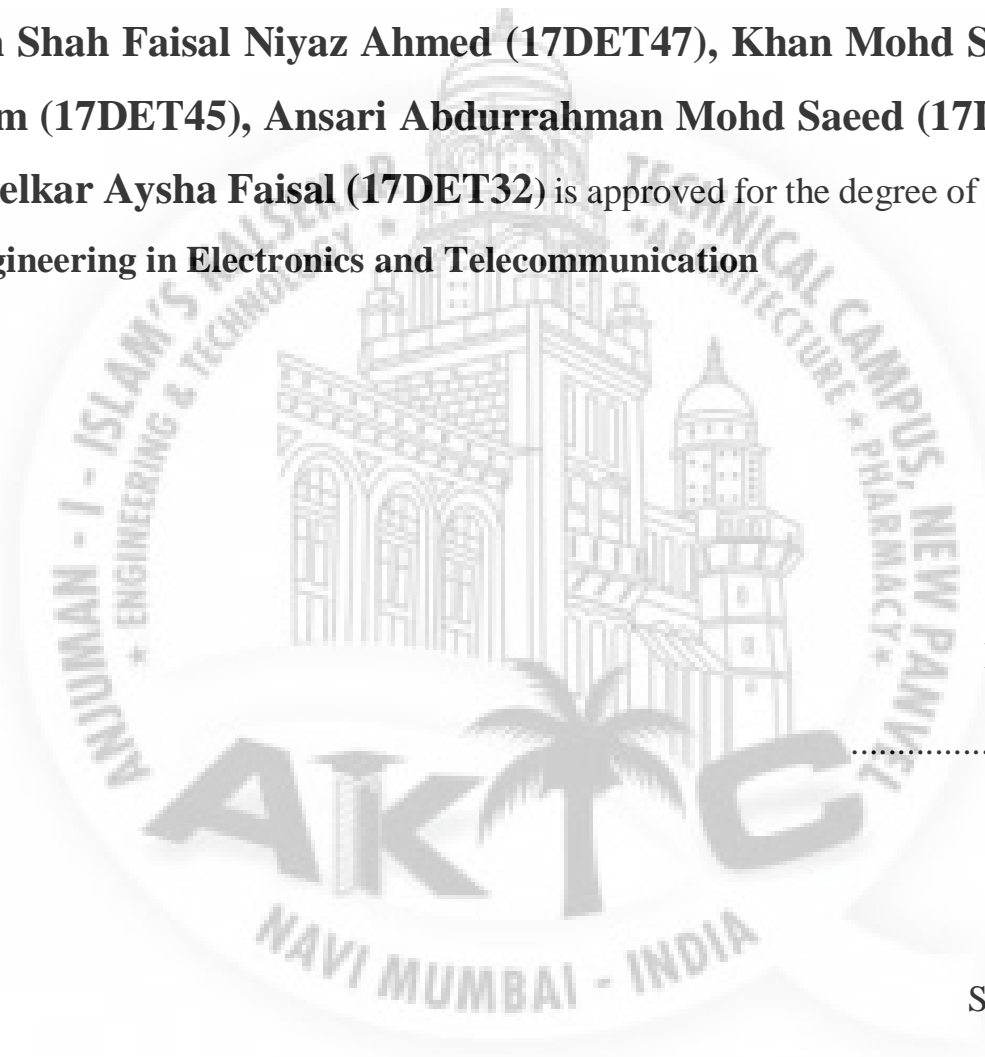 Shah Faisal Niyaz Ahmed (17DET47), Khan Mohd S
m (17DET45), Ansari Abdurrahman Mohd Saeed (17D
elkar Aysha Faisal (17DET32) is approved for the degree of
gineering in Electronics and Telecommunication
ANJUMAN - I - ISLAM'S KALSEKAR TECHNICAL CAMPUS, NEW PANVEL
* ENGINEERING & TECHNOLOGY * ARCHITECTURE * PHARMACY *
...............
AKTC
NAVI MUMBAI - INDIA
S